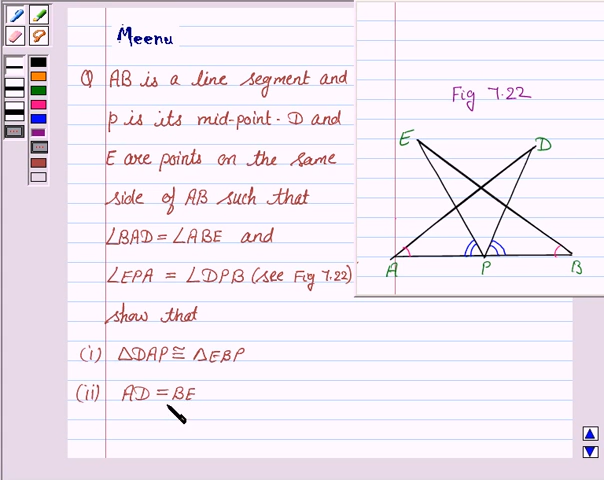 Meenu
Q AB is a line segment and
p is its mid-point. D and
E are points on the same
side of AB such that
∠BAD = ∠ABE and
∠EPA = ∠DPB (see Fig 7.22)
show that
(i) △DAP ≅ △EBP
(ii) AD = BE
Fig 7.22
E D
A P B